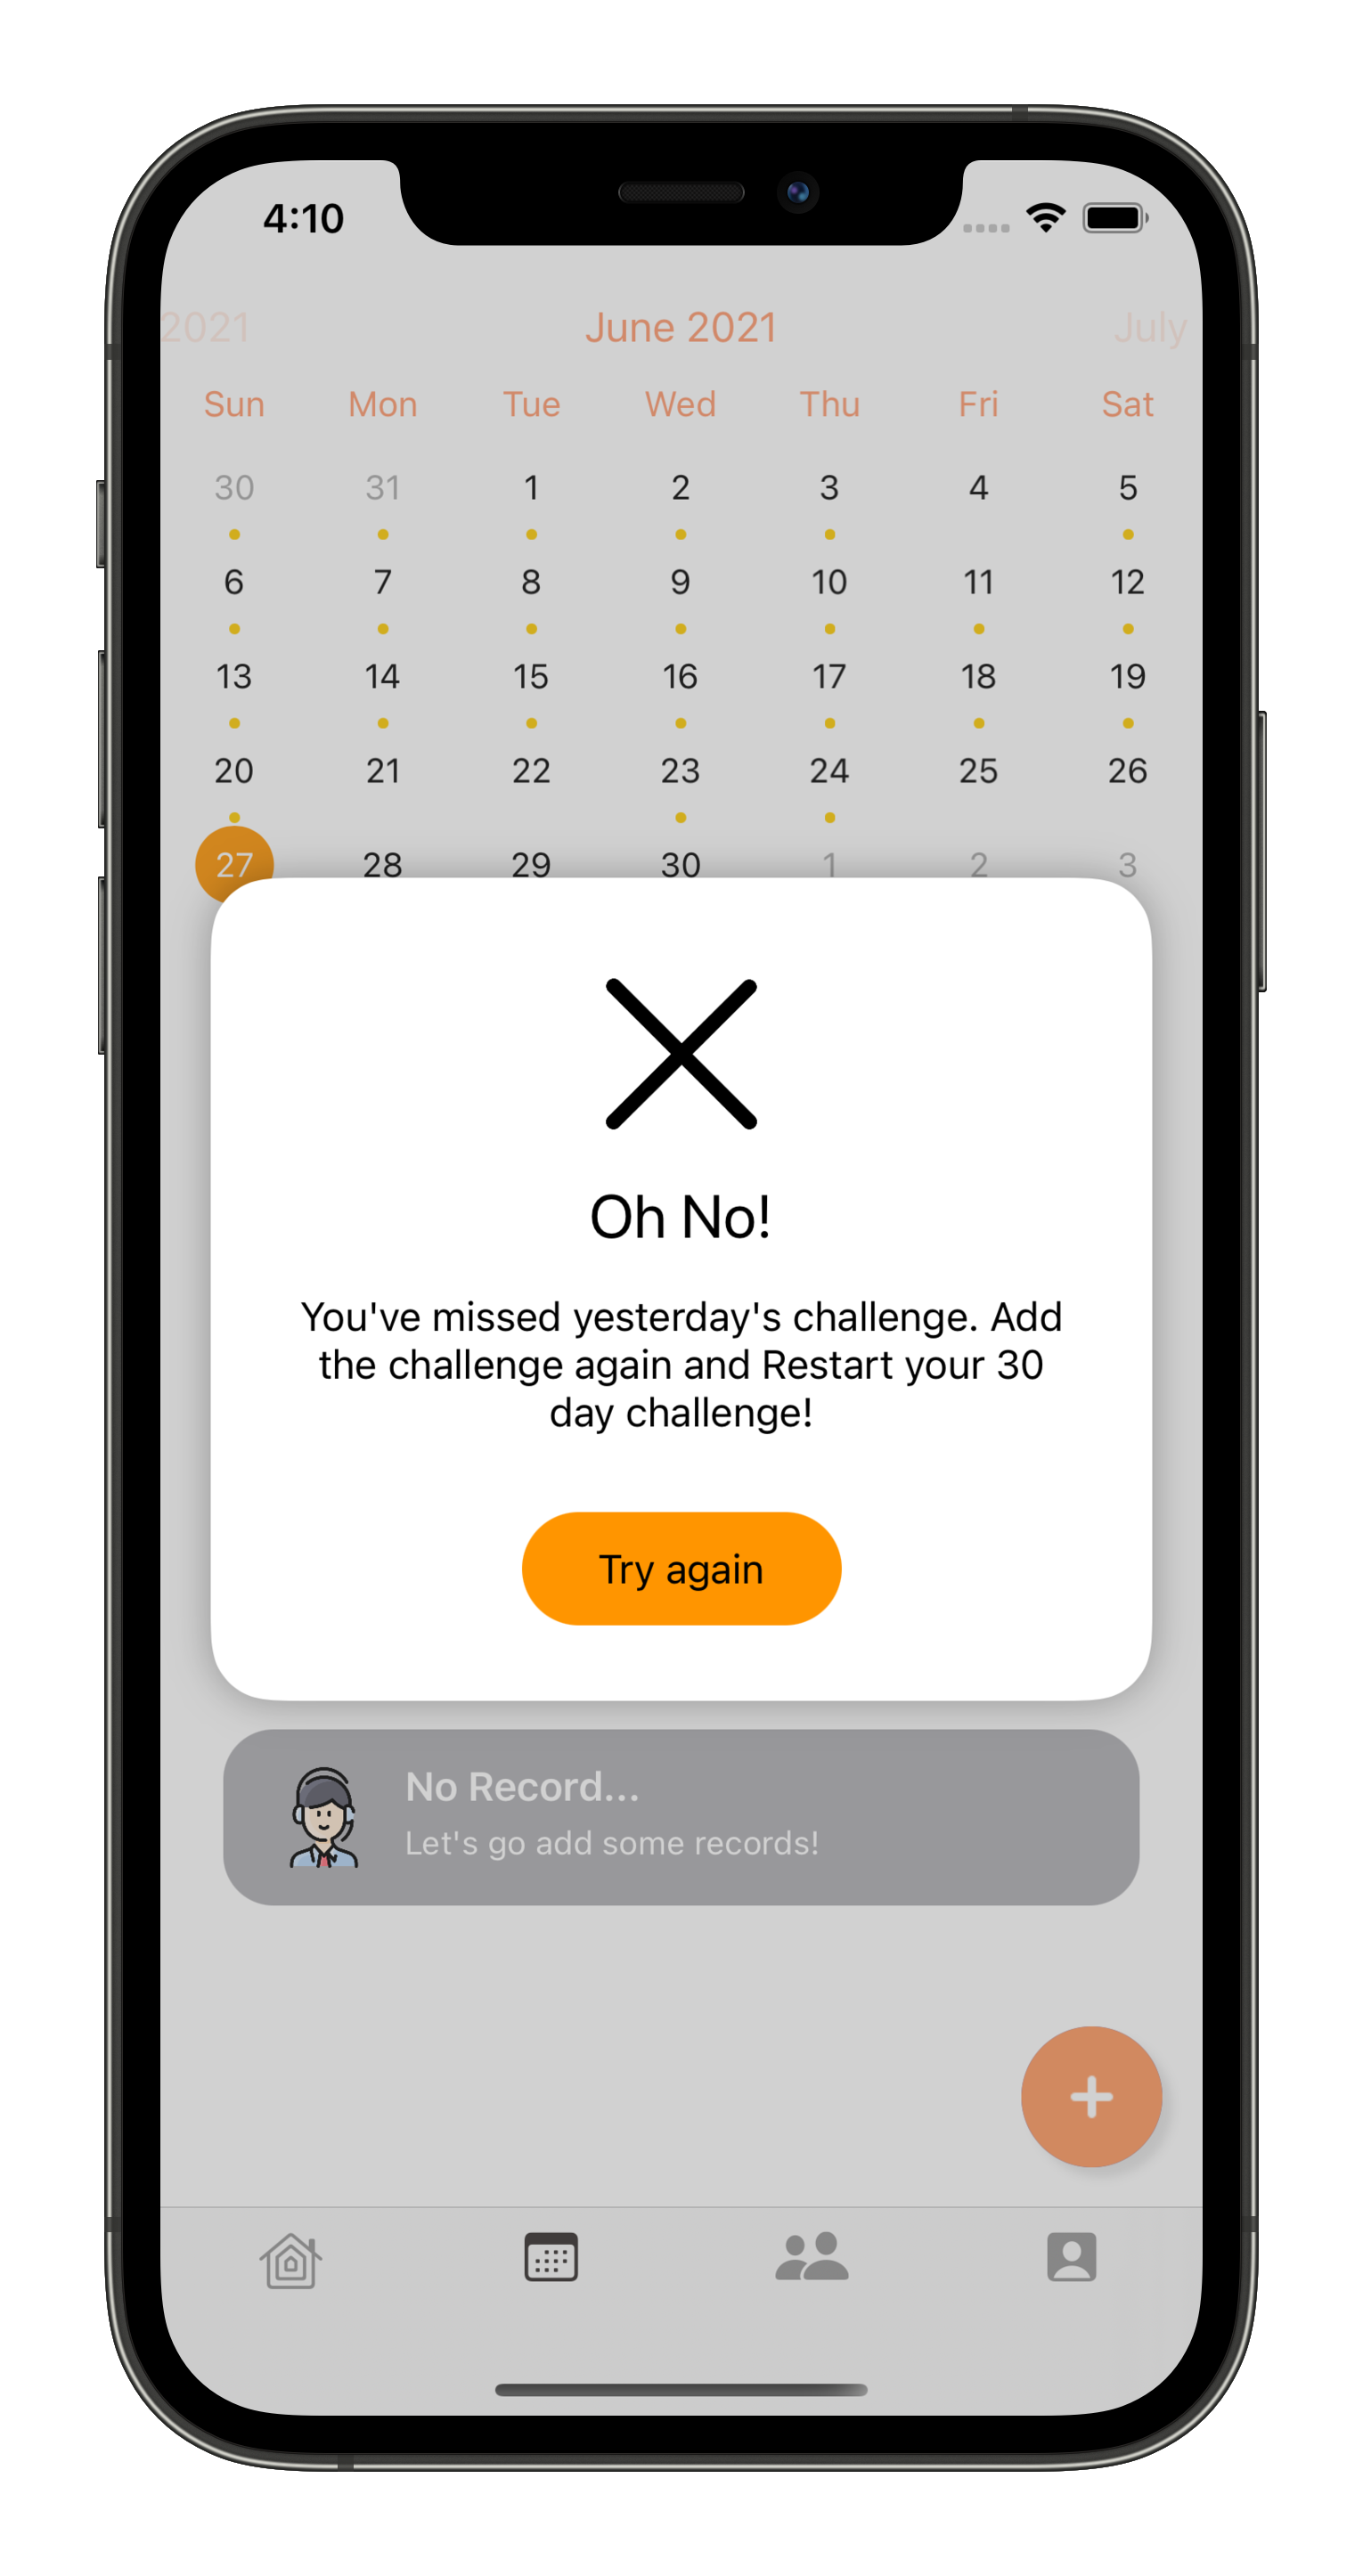 4:10
2021 June 2021 July
Sun Mon Tue Wed Thu Fri Sat
30 31 1 2 3 4 5
6 7 8 9 10 11 12
13 14 15 16 17 18 19
20 21 22 23 24 25 26
27 28 29 30 1 2 3
Oh No!
You've missed yesterday's challenge. Add
the challenge again and Restart your 30
day challenge!
Try again
No Record...
Let's go add some records!